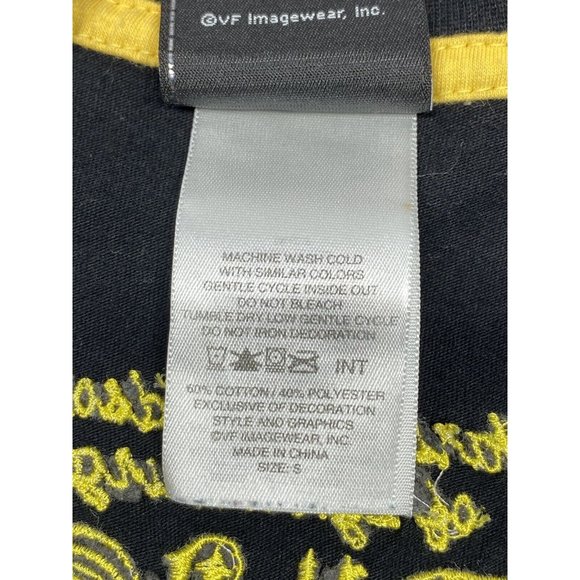 ©VF Imagewear, Inc.
MACHINE WASH COLD
WITH SIMILAR COLORS
GENTLE CYCLE INSIDE OUT
DO NOT BLEACH
TUMBLE DRY LOW GENTLE CYCLE
DO NOT IRON DECORATION
INT
60% COTTON / 40% POLYESTER
EXCLUSIVE OF DECORATION
STYLE AND GRAPHICS
©VF IMAGEWEAR, INC.
MADE IN CHINA
SIZE: S